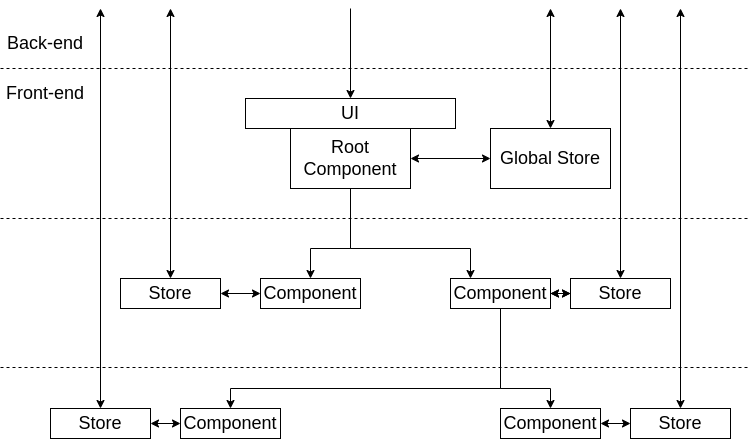 Back-end
Front-end
UI
Root
Component
Global Store
Store
Component
Component
Store
Store
Component
Component
Store